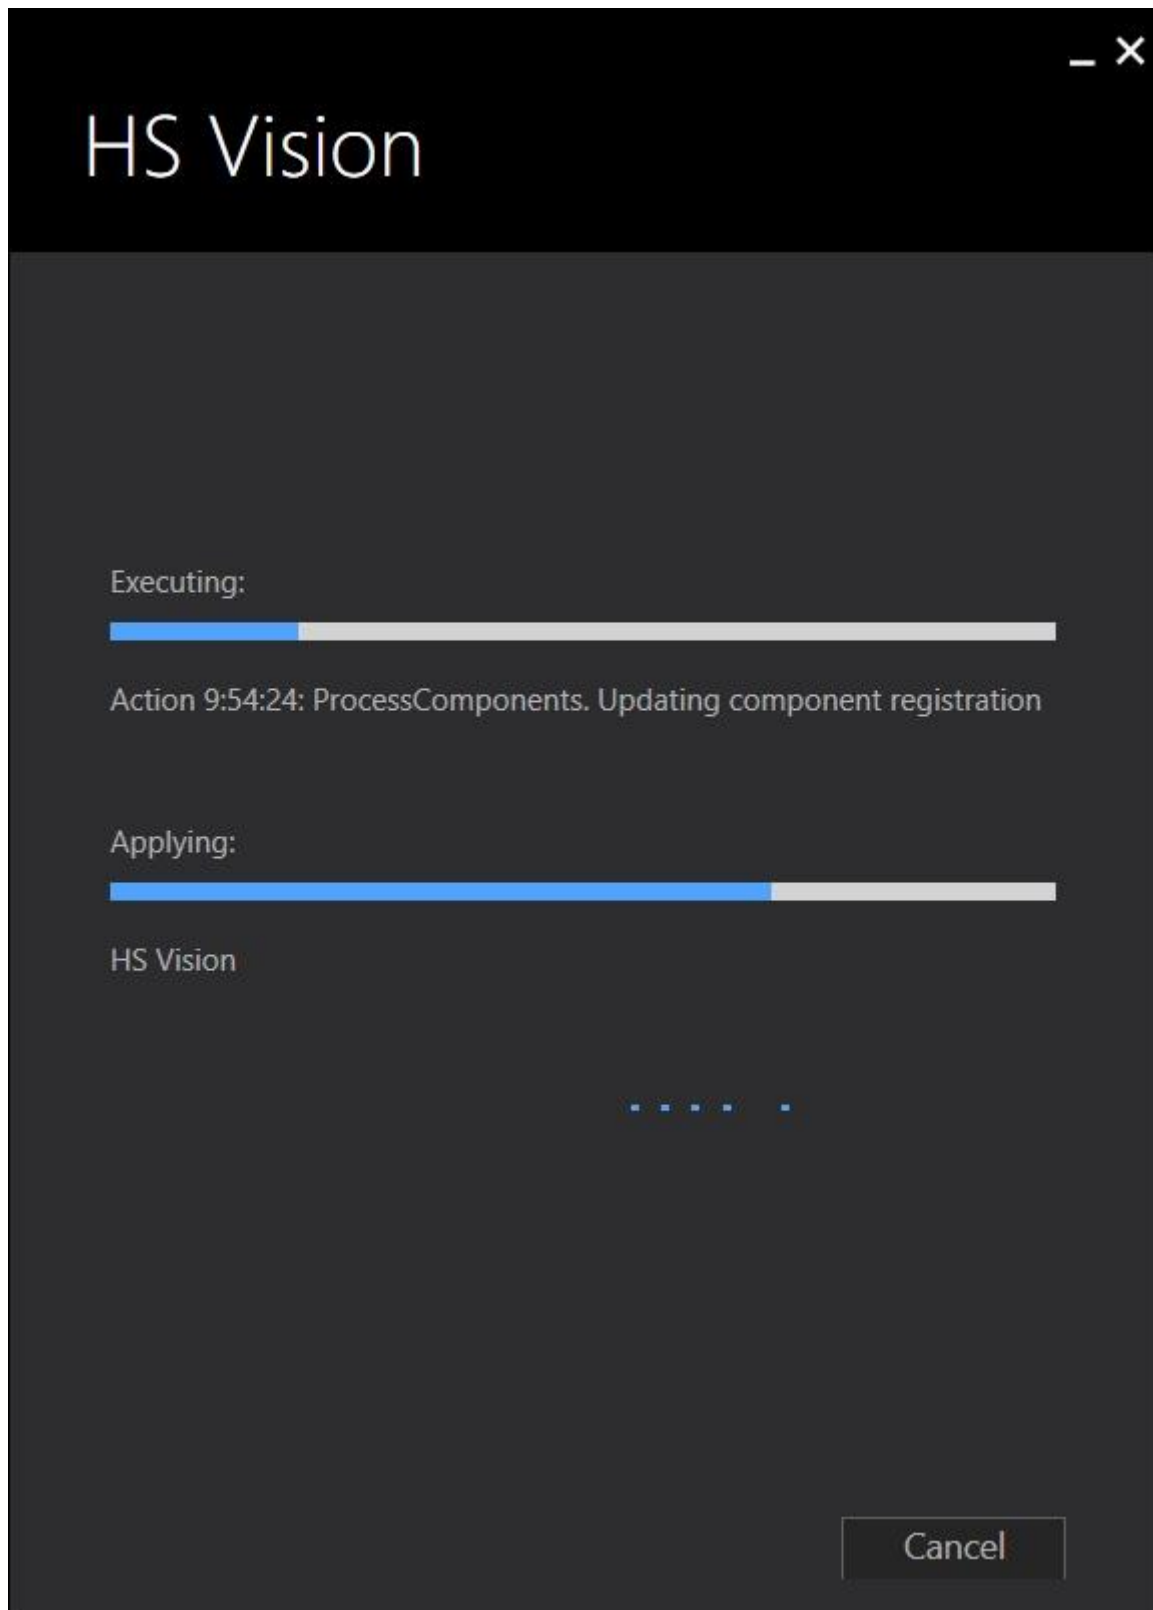 HS Vision
Executing:
Action 9:54:24: ProcessComponents. Updating component registration
Applying:
HS Vision
Cancel